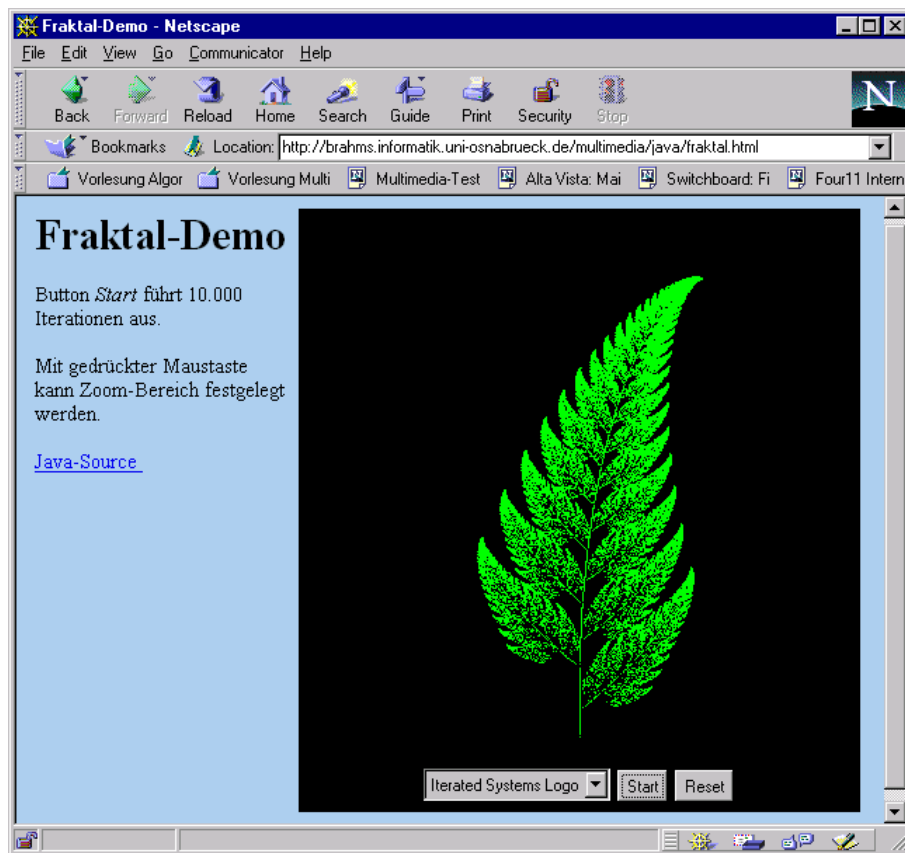 Fraktal-Demo - Netscape
File Edit View Go Communicator Help
Back Forward Reload Home Search Guide Print Security Stop
N
Bookmarks Location: http://brahms.informatik.uni-osnabrueck.de/multimedia/java/fraktal.html
Vorlesung Algor Vorlesung Multi Multimedia-Test Alta Vista: Mai Switchboard: Fi Four11 Intern
Fraktal-Demo
Button Start führt 10.000
Iterationen aus.
Mit gedrückter Maustaste
kann Zoom-Bereich festgelegt
werden.
Java-Source
Iterated Systems Logo Start Reset